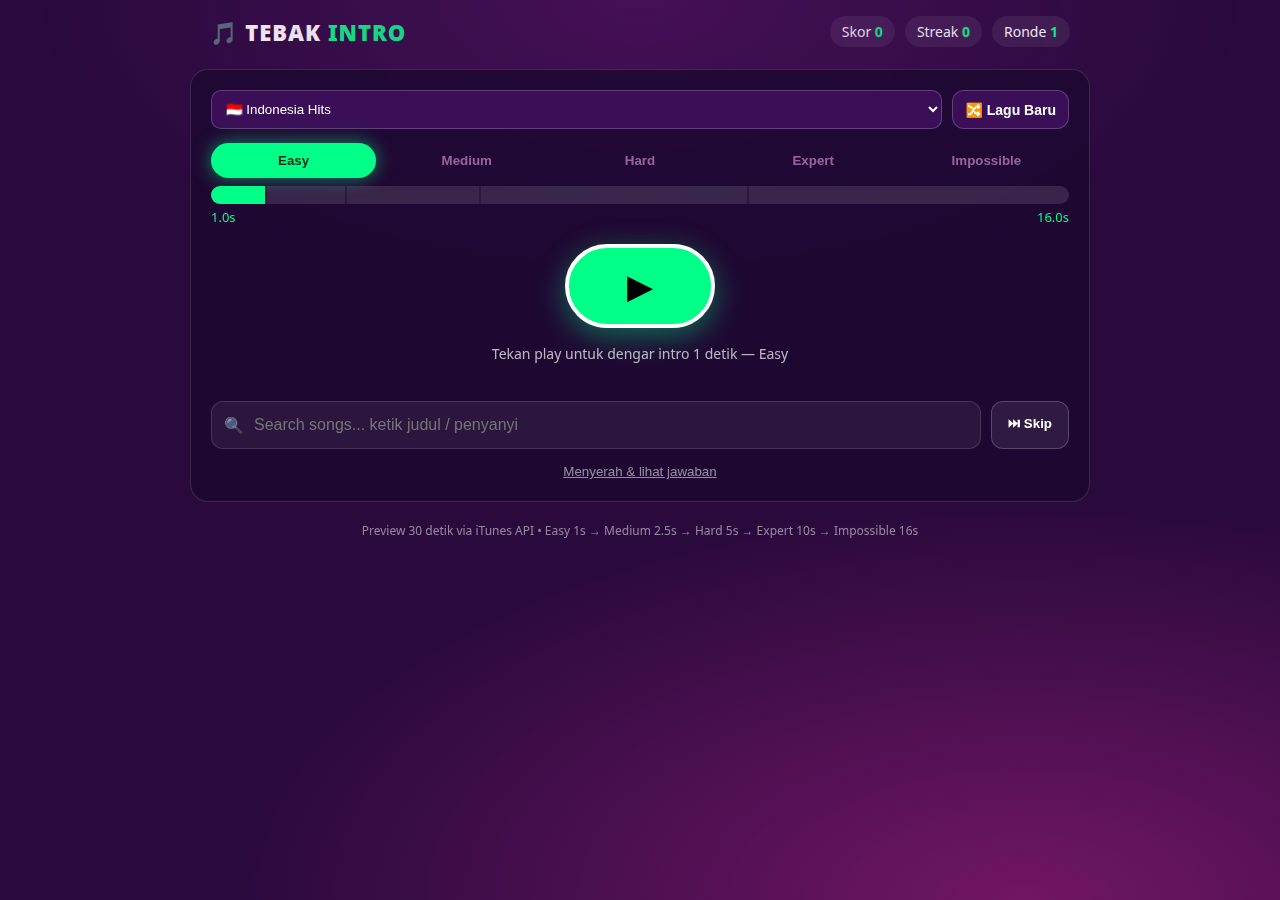 🎵 TEBAK INTRO
Skor 0 Streak 0 Ronde 1
🇮🇩 Indonesia Hits
🔀 Lagu Baru
Easy Medium Hard Expert Impossible
1.0s 16.0s
▶
Tekan play untuk dengar intro 1 detik — Easy
🔍 Search songs... ketik judul / penyanyi
⏭ Skip
Menyerah & lihat jawaban
Preview 30 detik via iTunes API • Easy 1s → Medium 2.5s → Hard 5s → Expert 10s → Impossible 16s